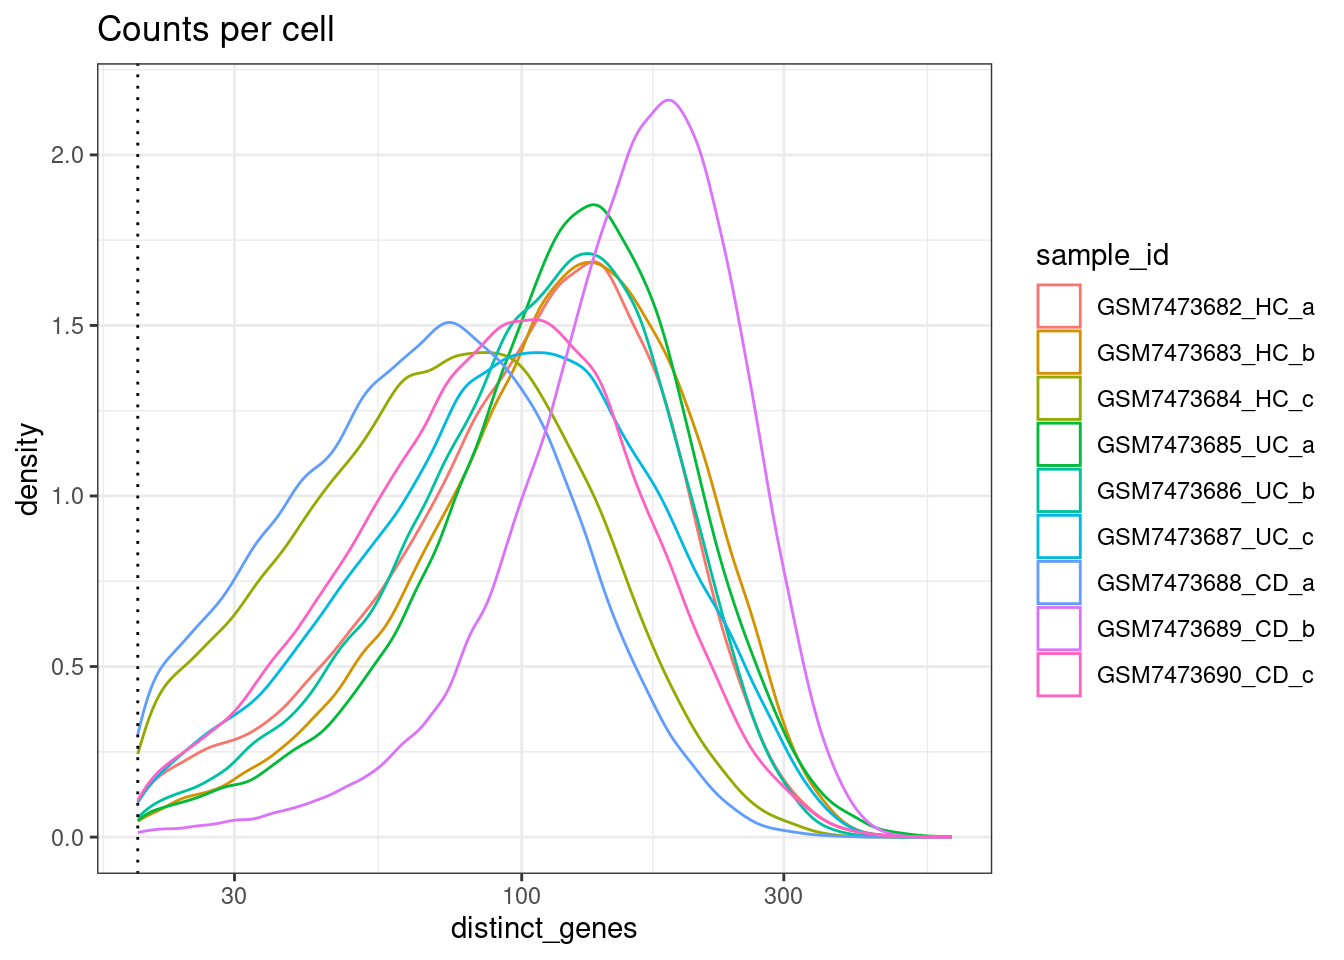 Counts per cell
2.0
1.5
1.0
0.5
0.0
density
30
100
300
distinct_genes
sample_id
GSM7473682_HC_a
GSM7473683_HC_b
GSM7473684_HC_c
GSM7473685_UC_a
GSM7473686_UC_b
GSM7473687_UC_c
GSM7473688_CD_a
GSM7473689_CD_b
GSM7473690_CD_c